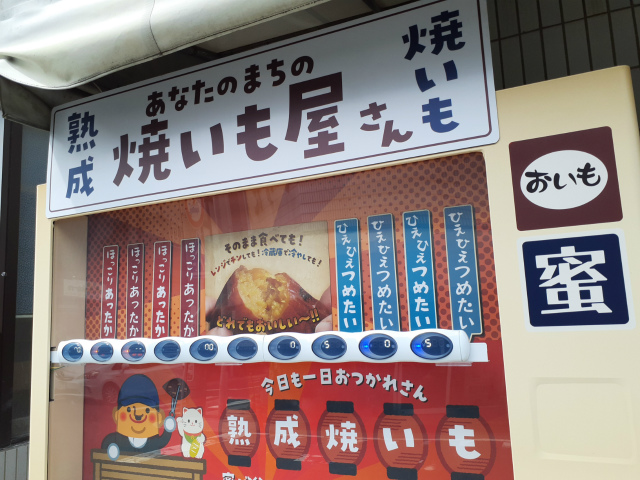 あなたのまちの
熟成
焼いも屋さん
焼いも
おいも
蜜
ほっこりあったか
ほっこりあったか
ほっこりあったか
ほっこりあったか
そのまま食べても!
レンジでチンしても!冷蔵庫で冷やしても!
どれでもおいしい〜!!
ひえひえつめたい
ひえひえつめたい
ひえひえつめたい
ひえひえつめたい
今日も一日おつかれさん
熟成焼いも